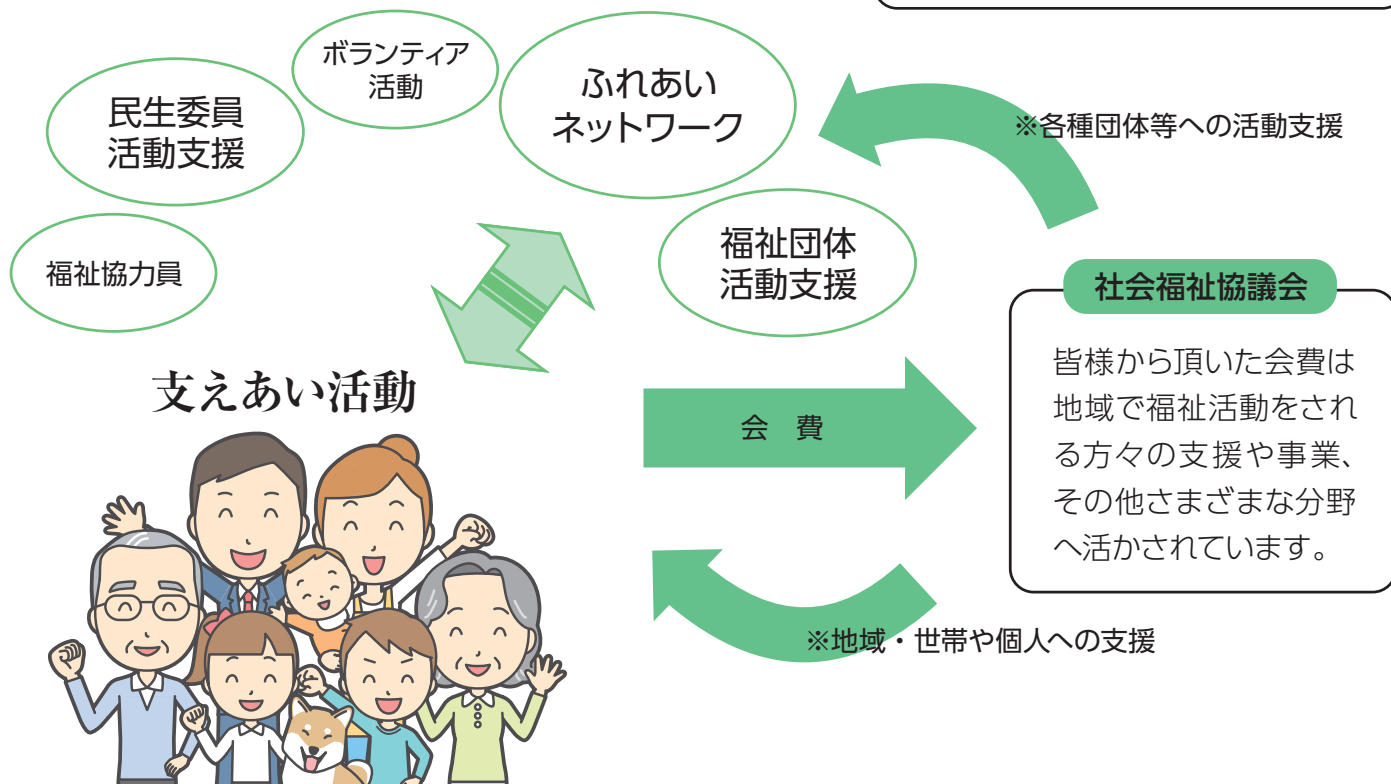 ボランティア
活動
ふれあい
ネットワーク
民生委員
活動支援
※各種団体等への活動支援
福祉協力員
福祉団体
活動支援
社会福祉協議会
皆様から頂いた会費は
地域で福祉活動をされ
る方々の支援や事業、
その他さまざまな分野
へ活かされています。
支えあい活動
会　費
※地域・世帯や個人への支援